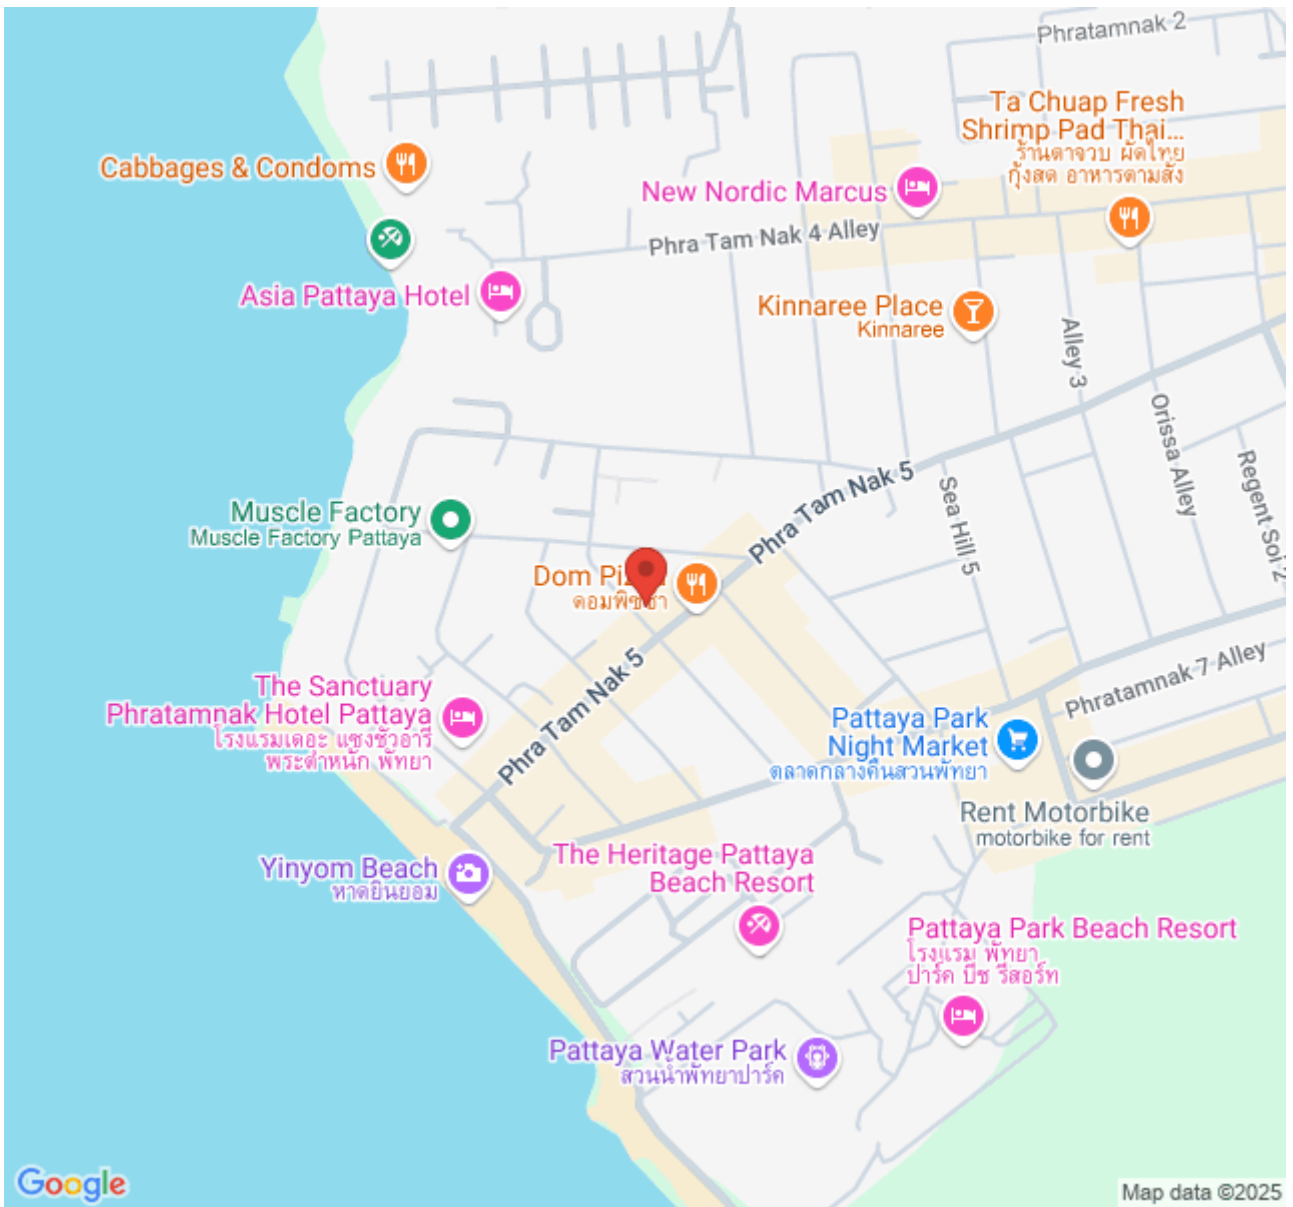 Phratamnak 2
Ta Chuap Fresh
Shrimp Pad Thai...
ร้านตาจวบ ผัดไทย
กุ้งสด อาหารตามสั่ง
Cabbages & Condoms
New Nordic Marcus
Phra Tam Nak 4 Alley
Asia Pattaya Hotel
Kinnaree Place
Kinnaree
Alley 3
Orissa Alley
Regent Soi 2
Phra Tam Nak 5
Sea Hill 5
Muscle Factory
Muscle Factory Pattaya
Dom Pizza
ดอมพิซซ่า
Phra Tam Nak 5
Phratamnak 7 Alley
The Sanctuary
Phratamnak Hotel Pattaya
โรงแรมเดอะ แซงชัวอารี
พระตำหนัก พัทยา
Pattaya Park
Night Market
ตลาดกลางคืนสวนพัทยา
Rent Motorbike
motorbike for rent
The Heritage Pattaya
Beach Resort
Yinyom Beach
หาดยินยอม
Pattaya Park Beach Resort
โรงแรม พัทยา
ปาร์ค บีช รีสอร์ท
Pattaya Water Park
สวนน้ำพัทยาปาร์ค
Google
Map data ©2025